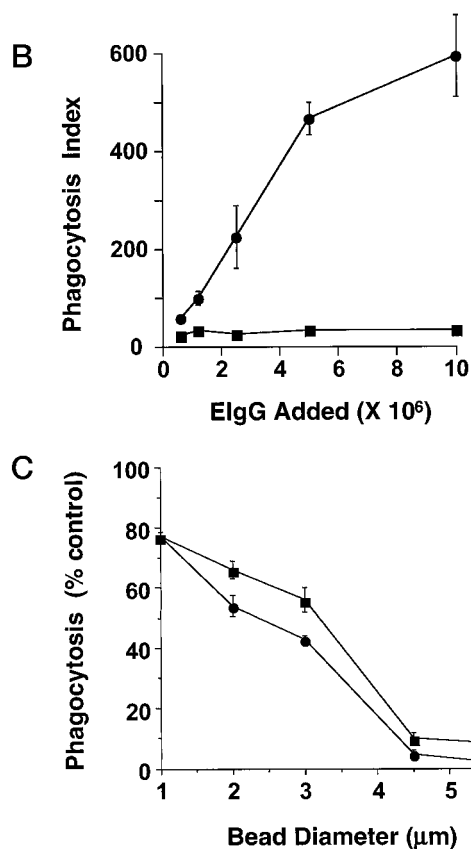 B
Phagocytosis Index
600
400
200
0
0 2 4 6 8 10
EIgG Added (X 10⁶)
C
Phagocytosis (% control)
100
80
60
40
20
0
1 2 3 4 5
Bead Diameter (μm)